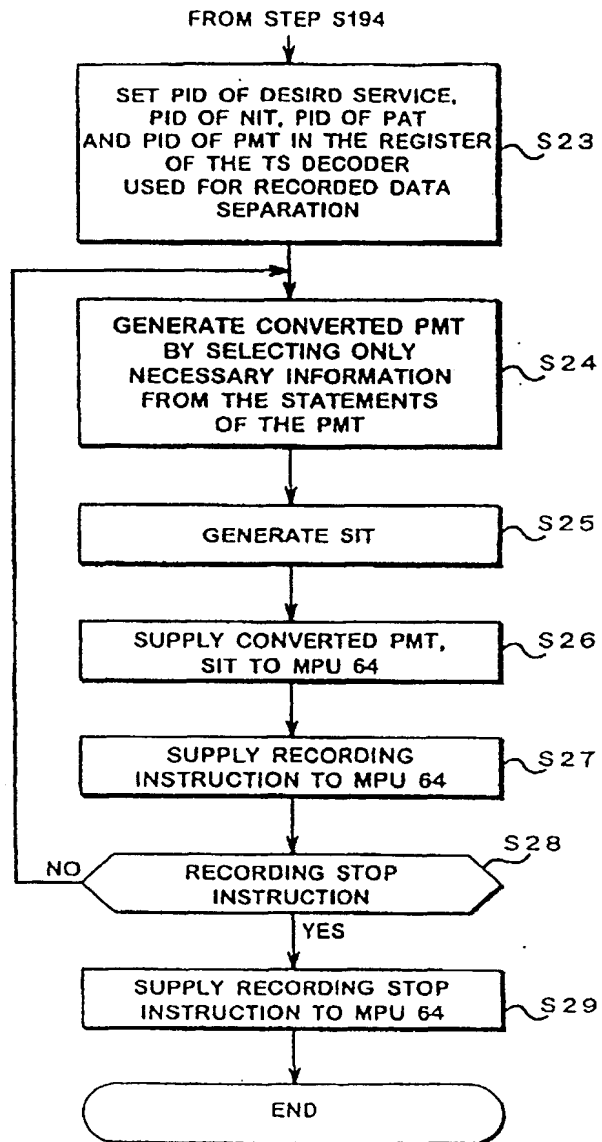 FROM STEP S194
SET PID OF DESIRD SERVICE,
PID OF NIT, PID OF PAT
AND PID OF PMT IN THE REGISTER
OF THE TS DECODER
USED FOR RECORDED DATA
SEPARATION
S23
GENERATE CONVERTED PMT
BY SELECTING ONLY
NECESSARY INFORMATION
FROM THE STATEMENTS
OF THE PMT
S24
GENERATE SIT
S25
SUPPLY CONVERTED PMT,
SIT TO MPU 64
S26
SUPPLY RECORDING
INSTRUCTION TO MPU 64
S27
S28
NO
RECORDING STOP
INSTRUCTION
YES
SUPPLY RECORDING STOP
INSTRUCTION TO MPU 64
S29
END